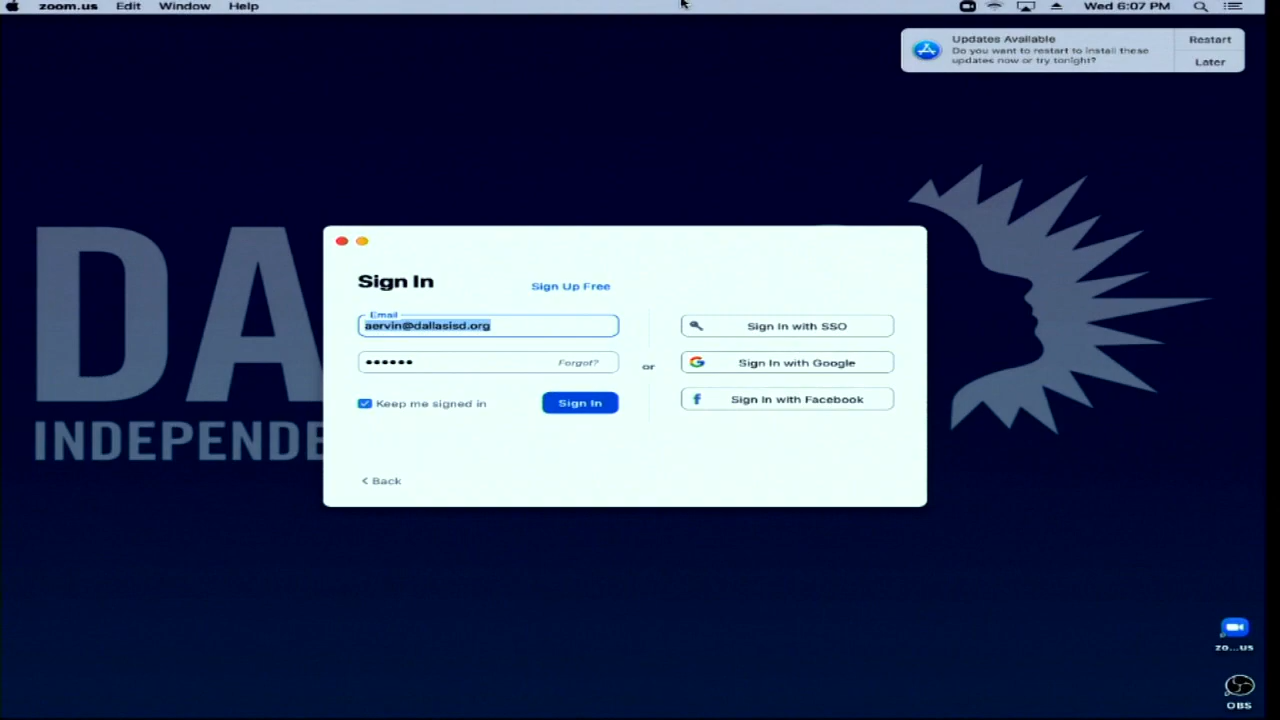 zoom.us Edit Window Help
Wed 6:07 PM
Updates Available
Do you want to restart to install these
updates now or try tonight?
Restart
Later
DA
INDEPENDE
Sign In
Sign Up Free
Email
aervin@dallasisd.org
••••••
Forgot?
Keep me signed in
Sign In
or
Sign In with SSO
Sign In with Google
Sign In with Facebook
< Back
zo...us
OBS